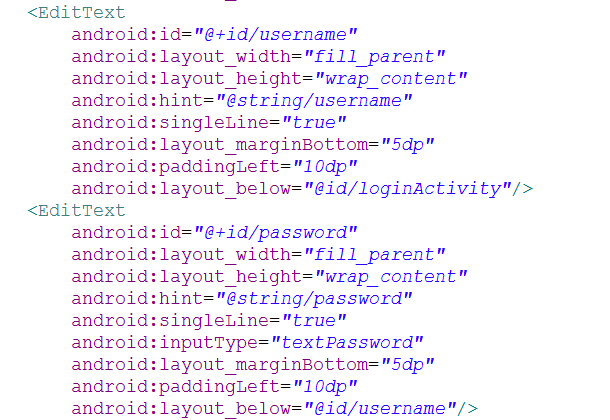 <EditText
android:id="@+id/username"
android:layout_width="fill_parent"
android:layout_height="wrap_content"
android:hint="@string/username"
android:singleLine="true"
android:layout_marginBottom="5dp"
android:paddingLeft="10dp"
android:layout_below="@id/loginActivity"/>
<EditText
android:id="@+id/password"
android:layout_width="fill_parent"
android:layout_height="wrap_content"
android:hint="@string/password"
android:singleLine="true"
android:inputType="textPassword"
android:layout_marginBottom="5dp"
android:paddingLeft="10dp"
android:layout_below="@id/username"/>